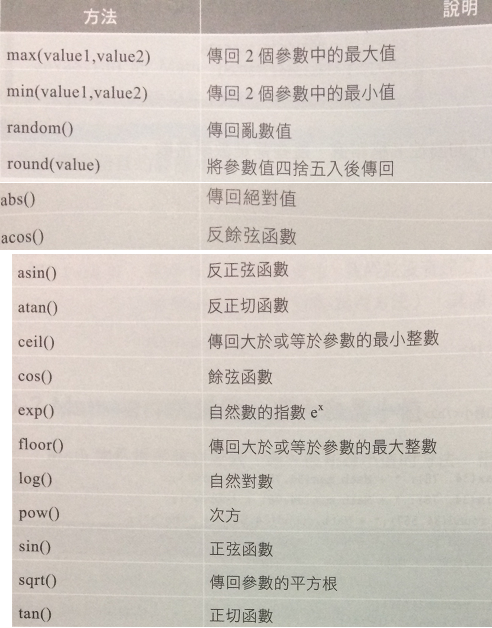 方法 說明
max(value1,value2) 傳回 2 個參數中的最大值
min(value1,value2) 傳回 2 個參數中的最小值
random() 傳回亂數值
round(value) 將參數值四捨五入後傳回
abs() 傳回絕對值
acos() 反餘弦函數
asin() 反正弦函數
atan() 反正切函數
ceil() 傳回大於或等於參數的最小整數
cos() 餘弦函數
exp() 自然數的指數 eˣ
floor() 傳回大於或等於參數的最大整數
log() 自然對數
pow() 次方
sin() 正弦函數
sqrt() 傳回參數的平方根
tan() 正切函數